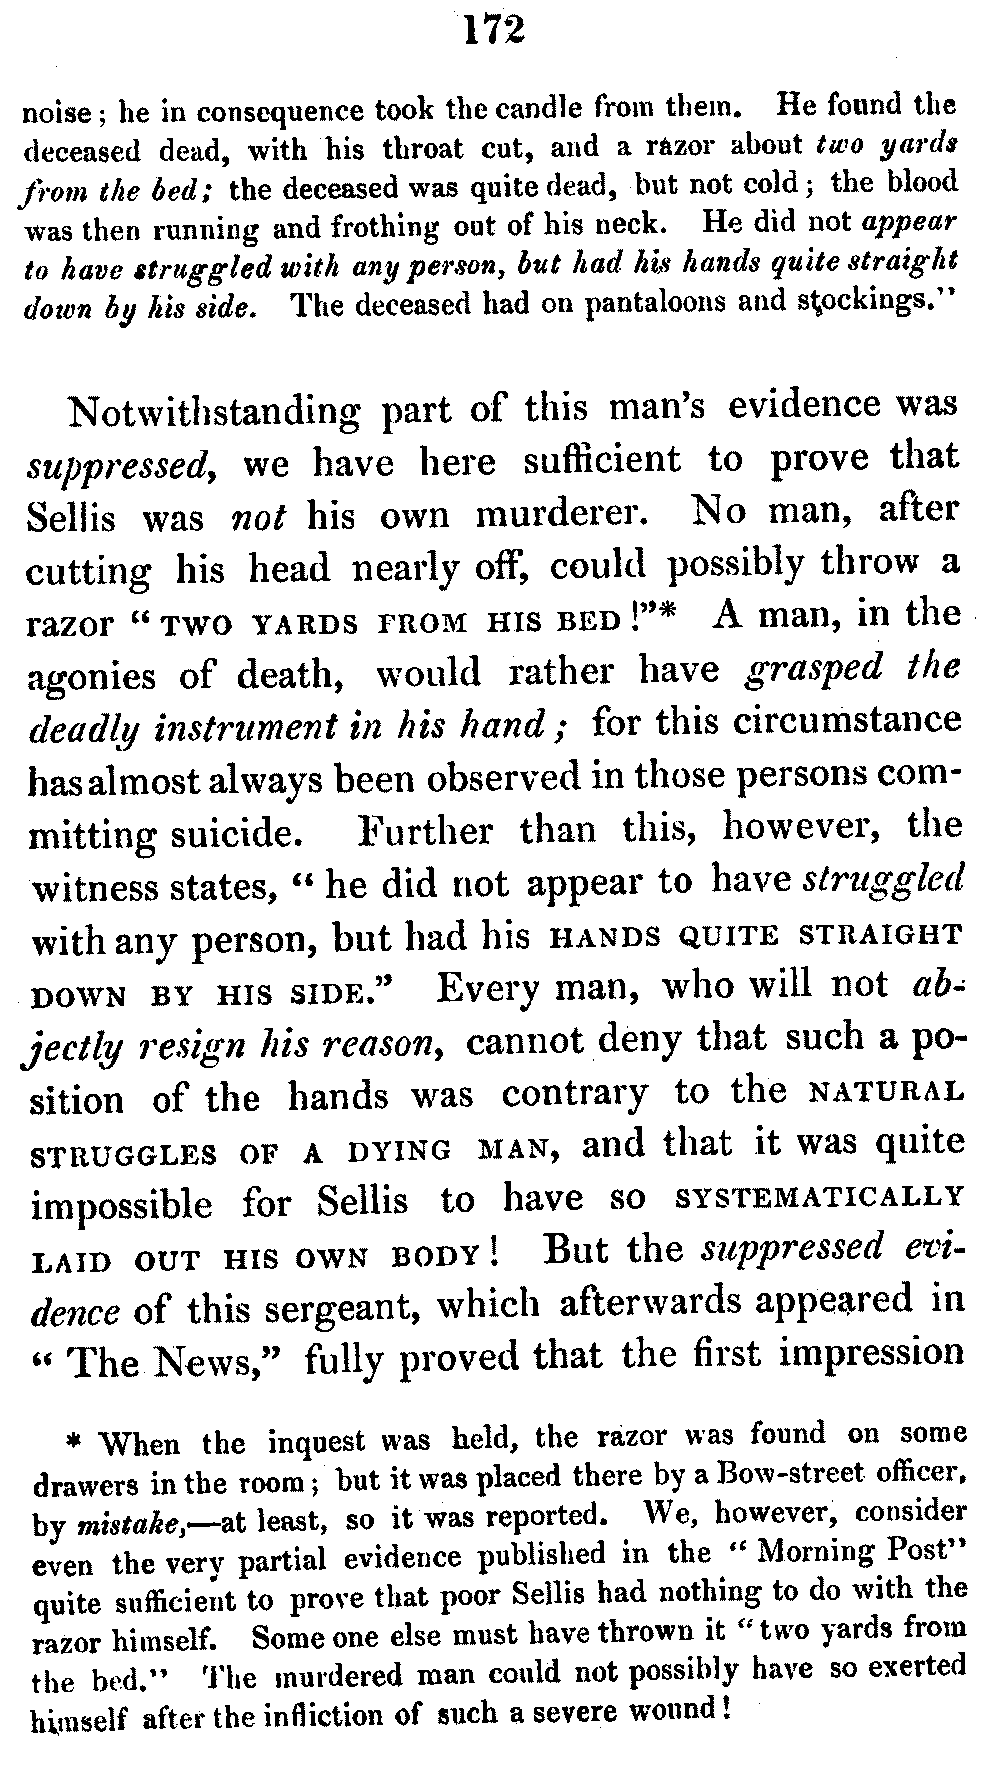 172
noise; he in consequence took the candle from them. He found the
deceased dead, with his throat cut, and a razor about two yards
from the bed; the deceased was quite dead, but not cold; the blood
was then running and frothing out of his neck. He did not appear
to have struggled with any person, but had his hands quite straight
down by his side. The deceased had on pantaloons and stockings."
Notwithstanding part of this man's evidence was
suppressed, we have here sufficient to prove that
Sellis was not his own murderer. No man, after
cutting his head nearly off, could possibly throw a
razor "TWO YARDS FROM HIS BED!"* A man, in the
agonies of death, would rather have grasped the
deadly instrument in his hand; for this circumstance
has almost always been observed in those persons com-
mitting suicide. Further than this, however, the
witness states, "he did not appear to have struggled
with any person, but had his HANDS QUITE STRAIGHT
DOWN BY HIS SIDE." Every man, who will not ab-
jectly resign his reason, cannot deny that such a po-
sition of the hands was contrary to the NATURAL
STRUGGLES OF A DYING MAN, and that it was quite
impossible for Sellis to have so SYSTEMATICALLY
LAID OUT HIS OWN BODY! But the suppressed evi-
dence of this sergeant, which afterwards appeared in
"The News," fully proved that the first impression
* When the inquest was held, the razor was found on some
drawers in the room; but it was placed there by a Bow-street officer,
by mistake,—at least, so it was reported. We, however, consider
even the very partial evidence published in the "Morning Post"
quite sufficient to prove that poor Sellis had nothing to do with the
razor himself. Some one else must have thrown it "two yards from
the bed." The murdered man could not possibly have so exerted
himself after the infliction of such a severe wound!